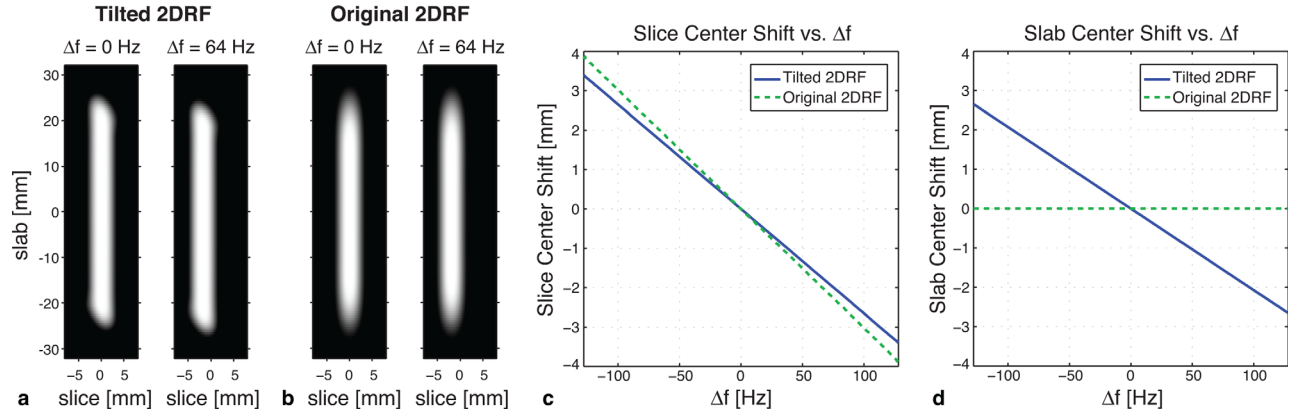 Tilted 2DRF
Original 2DRF
Δf = 0 Hz
Δf = 64 Hz
Δf = 0 Hz
Δf = 64 Hz
slab [mm]
30
20
10
0
-10
-20
-30
−5 0 5
−5 0 5
−5 0 5
−5 0 5
a
slice [mm]
slice [mm]
b
slice [mm]
slice [mm]
Slice Center Shift vs. Δf
Slice Center Shift [mm]
4
3
2
1
0
−1
−2
−3
−4
Tilted 2DRF
Original 2DRF
−100 −50 0 50 100
c
Δf [Hz]
Slab Center Shift vs. Δf
Slab Center Shift [mm]
4
3
2
1
0
−1
−2
−3
−4
Tilted 2DRF
Original 2DRF
−100 −50 0 50 100
d
Δf [Hz]